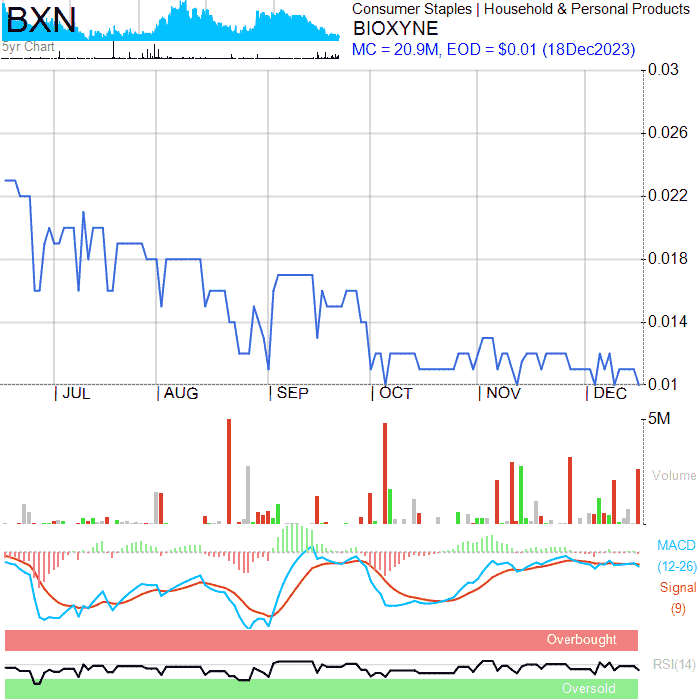 BXN
5yr Chart
Consumer Staples | Household & Personal Products
BIOXYNE
MC = 20.9M, EOD = $0.01 (18Dec2023)
0.03
0.026
0.022
0.018
0.014
0.01
| JUL | AUG | SEP | OCT | NOV | DEC
5M
Volume
MACD
(12-26)
Signal
(9)
Overbought
RSI(14)
Oversold